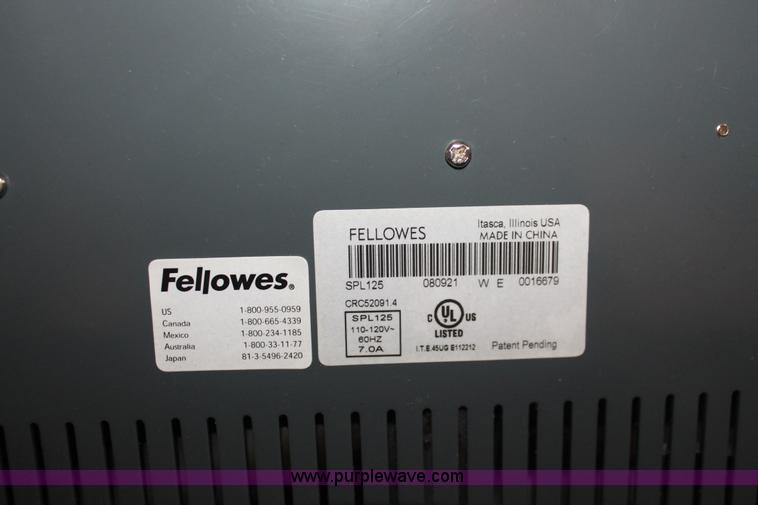 Fellowes®
US 1-800-955-0959
Canada 1-800-665-4339
Mexico 1-800-234-1185
Australia 1-800-33-11-77
Japan 81-3-5496-2420
FELLOWES
Itasca, Illinois USA
MADE IN CHINA
SPL125 080921 W E 0016679
CRC52091.4
SPL125
110-120V~
60HZ
7.0A
C UL US
LISTED
I.T.E.45UG E112212
Patent Pending
www.purplewave.com